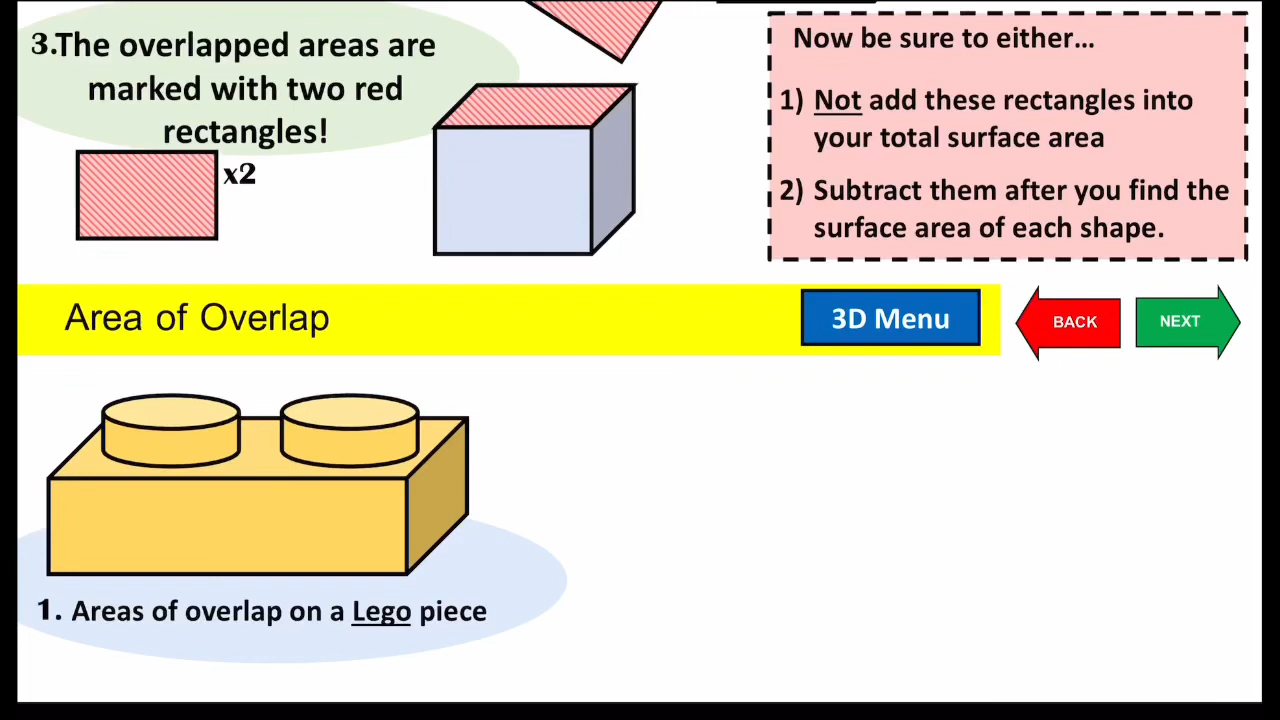 3.The overlapped areas are
marked with two red
rectangles!
x2
Now be sure to either…
1) Not add these rectangles into
your total surface area
2) Subtract them after you find the
surface area of each shape.
Area of Overlap
3D Menu
BACK
NEXT
1. Areas of overlap on a Lego piece